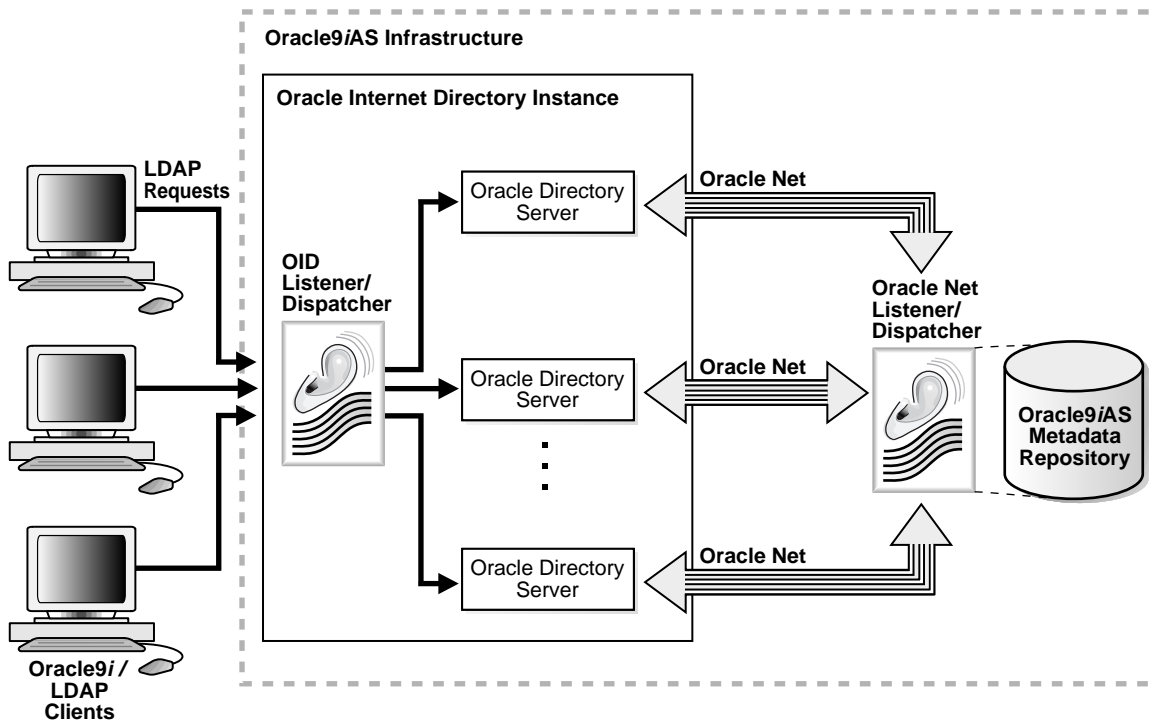 Oracle9iAS Infrastructure
Oracle Internet Directory Instance
LDAP
Requests
Oracle Directory
Server
Oracle Net
OID
Listener/
Dispatcher
Oracle Net
Listener/
Dispatcher
Oracle Directory
Server
Oracle Net
Oracle9iAS
Metadata
Repository
Oracle Directory
Server
Oracle Net
Oracle9i /
LDAP
Clients